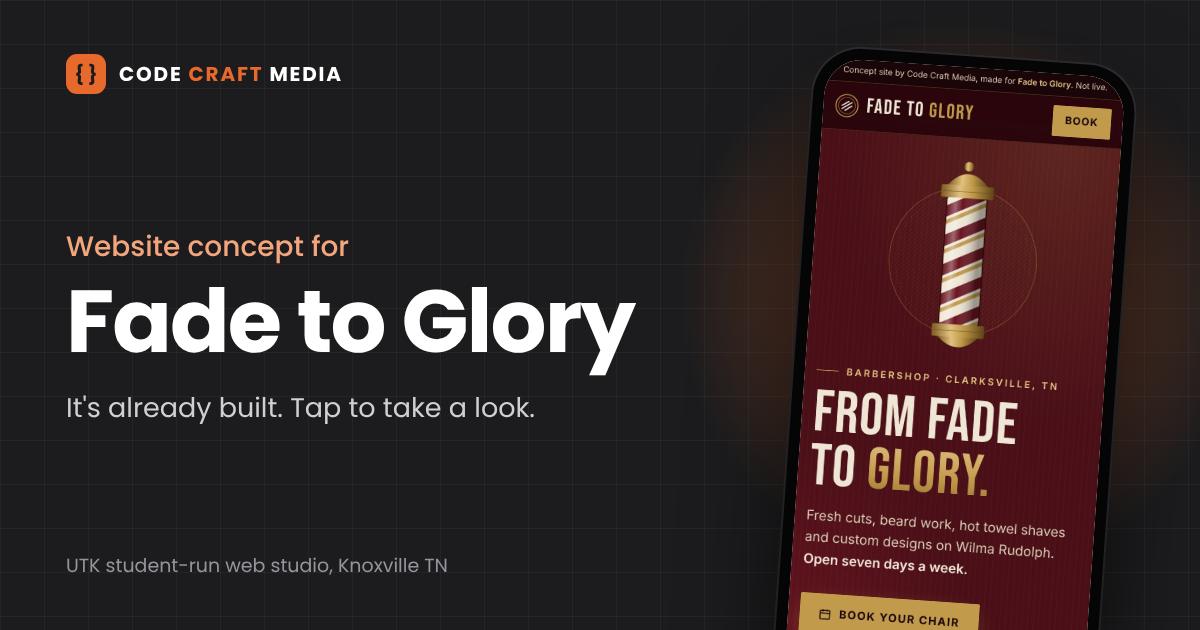 { } CODE CRAFT MEDIA
Website concept for
Fade to Glory
It's already built. Tap to take a look.
UTK student-run web studio, Knoxville TN
Concept site by Code Craft Media, made for Fade to Glory. Not live.
FADE TO GLORY
BOOK
BARBERSHOP · CLARKSVILLE, TN
FROM FADE
TO GLORY.
Fresh cuts, beard work, hot towel shaves
and custom designs on Wilma Rudolph.
Open seven days a week.
BOOK YOUR CHAIR